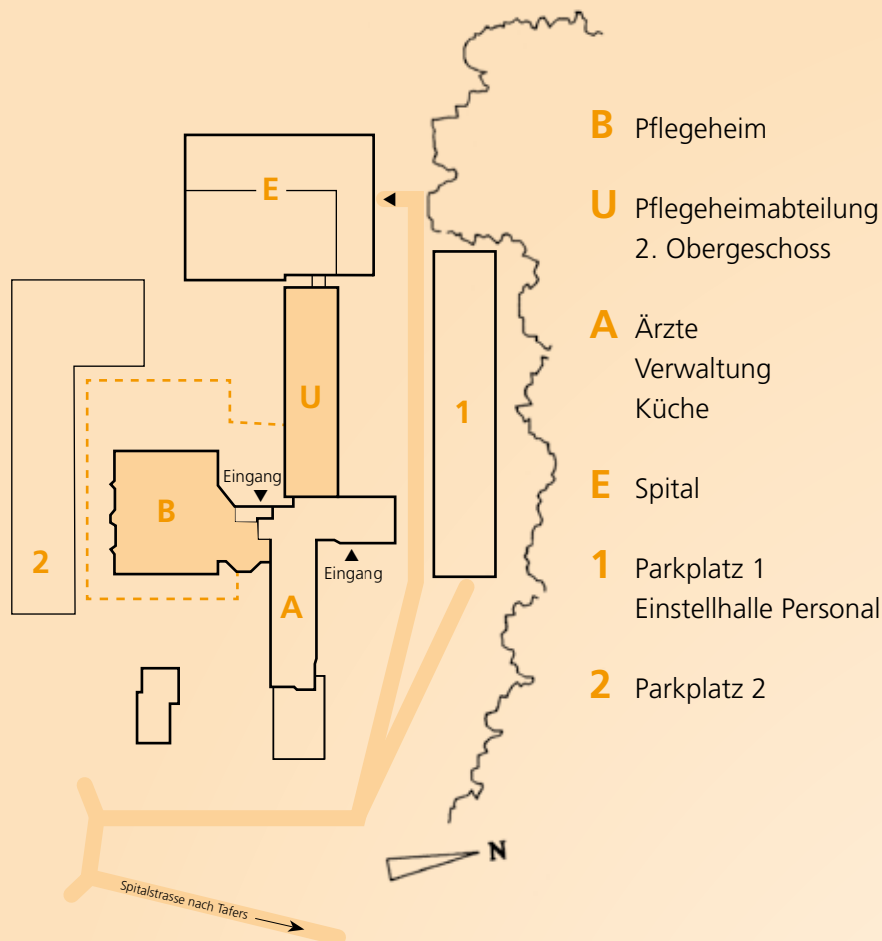 E
U
1
Eingang
B
Eingang
2
A
Spitalstrasse nach Tafers
N
B Pflegeheim
U Pflegeheimabteilung
2. Obergeschoss
A Ärzte
Verwaltung
Küche
E Spital
1 Parkplatz 1
Einstellhalle Personal
2 Parkplatz 2